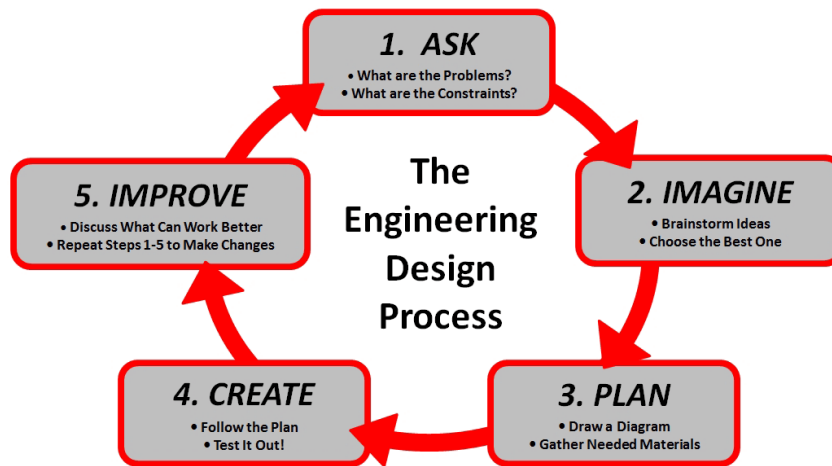 1. ASK
• What are the Problems?
• What are the Constraints?
The
Engineering
Design
Process
2. IMAGINE
• Brainstorm Ideas
• Choose the Best One
3. PLAN
• Draw a Diagram
• Gather Needed Materials
4. CREATE
• Follow the Plan
• Test It Out!
5. IMPROVE
• Discuss What Can Work Better
• Repeat Steps 1-5 to Make Changes